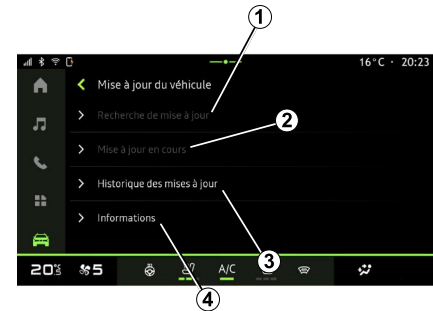 1
16°C · 20:23
Mise à jour du véhicule
Recherche de mise à jour
2
Mise à jour en cours
Historique des mises à jour
Informations
3
20°5
5
A/C
4